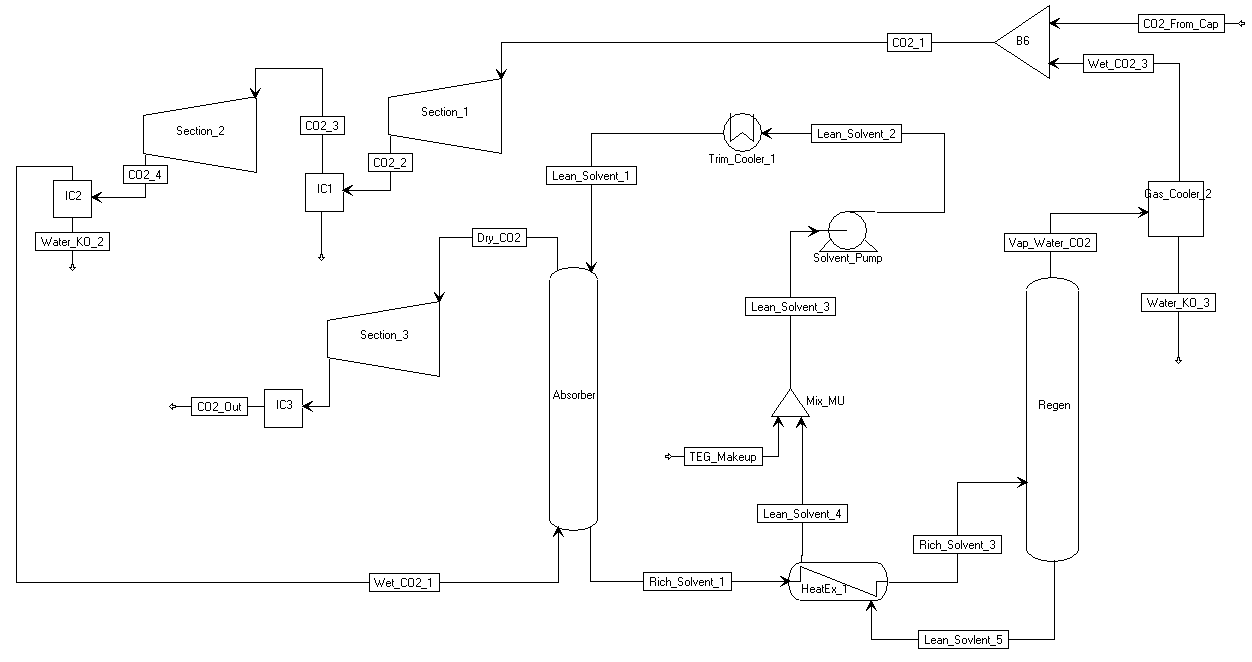 CO2_From_Cap
B6
CO2_1
Wet_CO2_3
Section_1
Section_2
CO2_3
Lean_Solvent_2
Trim_Cooler_1
CO2_2
CO2_4
Lean_Solvent_1
IC1
IC2
Gas_Cooler_2
Water_KO_2
Dry_CO2
Vap_Water_CO2
Solvent_Pump
Lean_Solvent_3
Water_KO_3
Section_3
Absorber
Mix_MU
IC3
CO2_Out
Regen
TEG_Makeup
Lean_Solvent_4
Rich_Solvent_3
Wet_CO2_1
Rich_Solvent_1
HeatEx_1
Lean_Sovlent_5